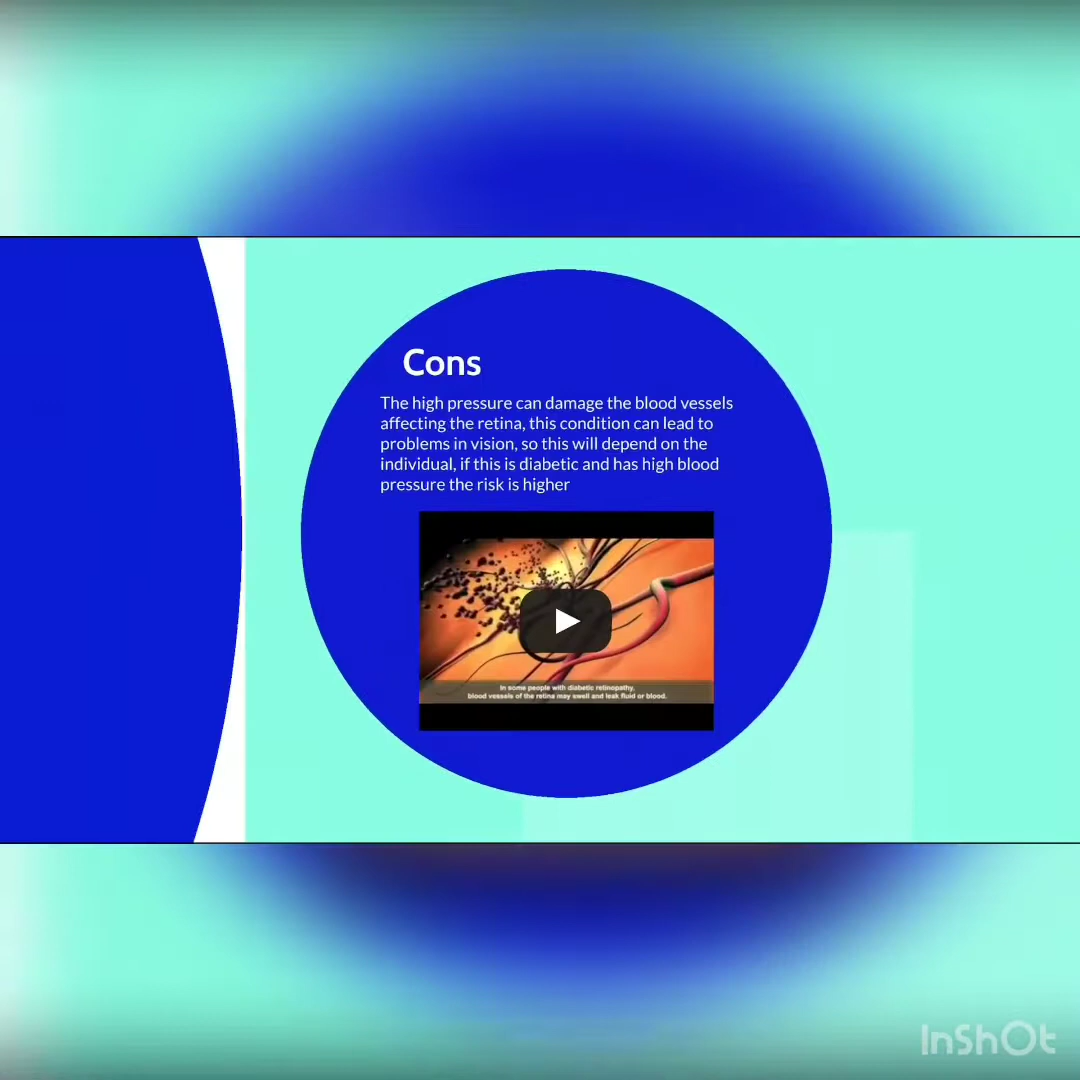 Cons
The high pressure can damage the blood vessels
affecting the retina, this condition can lead to
problems in vision, so this will depend on the
individual, if this is diabetic and has high blood
pressure the risk is higher
In some people with diabetic retinopathy,
blood vessels of the retina may swell and leak fluid or blood.
InShOt